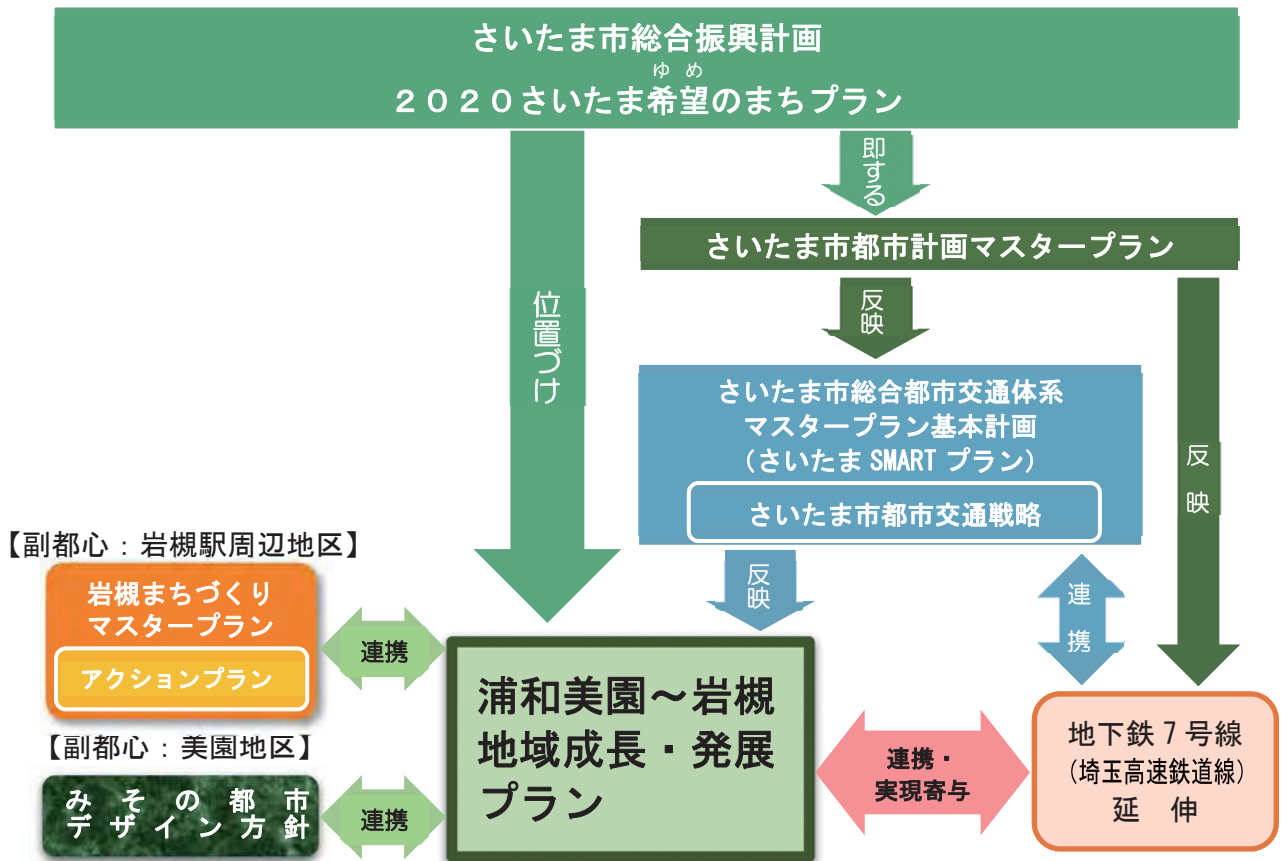 さいたま市総合振興計画
ゆめ
２０２０さいたま希望のまちプラン
即する
さいたま市都市計画マスタープラン
位置づけ
反映
さいたま市総合都市交通体系
マスタープラン基本計画
（さいたま SMART プラン）
さいたま市都市交通戦略
反映
反映
連携
【副都心：岩槻駅周辺地区】
岩槻まちづくり
マスタープラン
アクションプラン
連携
浦和美園～岩槻
地域成長・発展
プラン
連携・
実現寄与
地下鉄７号線
（埼玉高速鉄道線）
延 伸
【副都心：美園地区】
みその都市
デザイン方針
連携